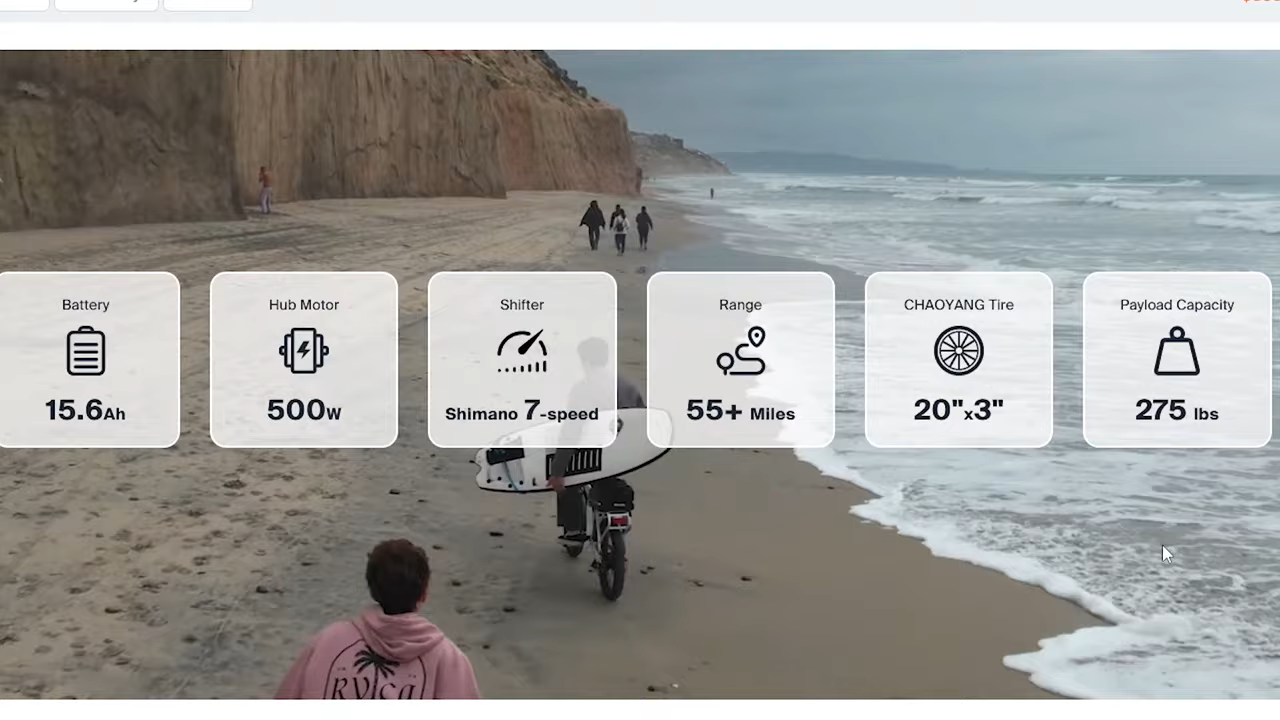 Battery
15.6Ah
Hub Motor
500W
Shifter
Shimano 7-speed
Range
55+ Miles
CHAOYANG Tire
20"x3"
Payload Capacity
275 lbs
RVCA